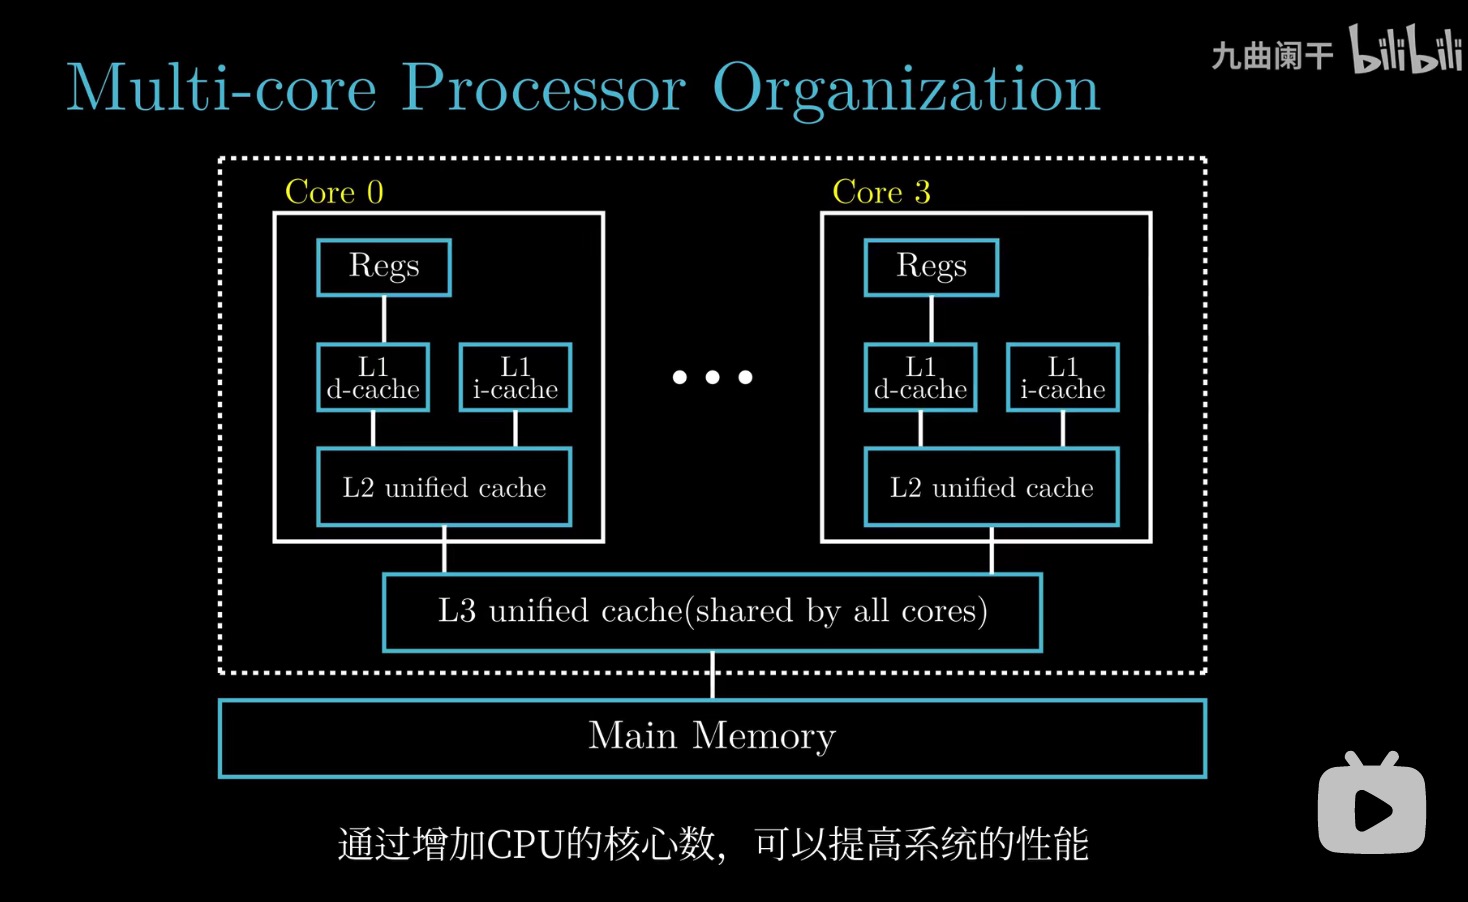 九曲阑干 bilibili
Multi-core Processor Organization
Core 0
Core 3
Regs
Regs
L1
d-cache
L1
i-cache
L1
d-cache
L1
i-cache
L2 unified cache
L2 unified cache
L3 unified cache(shared by all cores)
Main Memory
通过增加CPU的核心数，可以提高系统的性能